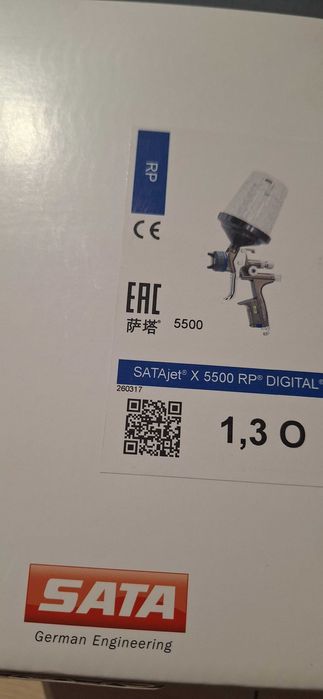 RP
CE
EAC
萨塔® 5500
SATAjet® X 5500 RP® DIGITAL®
260317
1,3 O
SATA
German Engineering